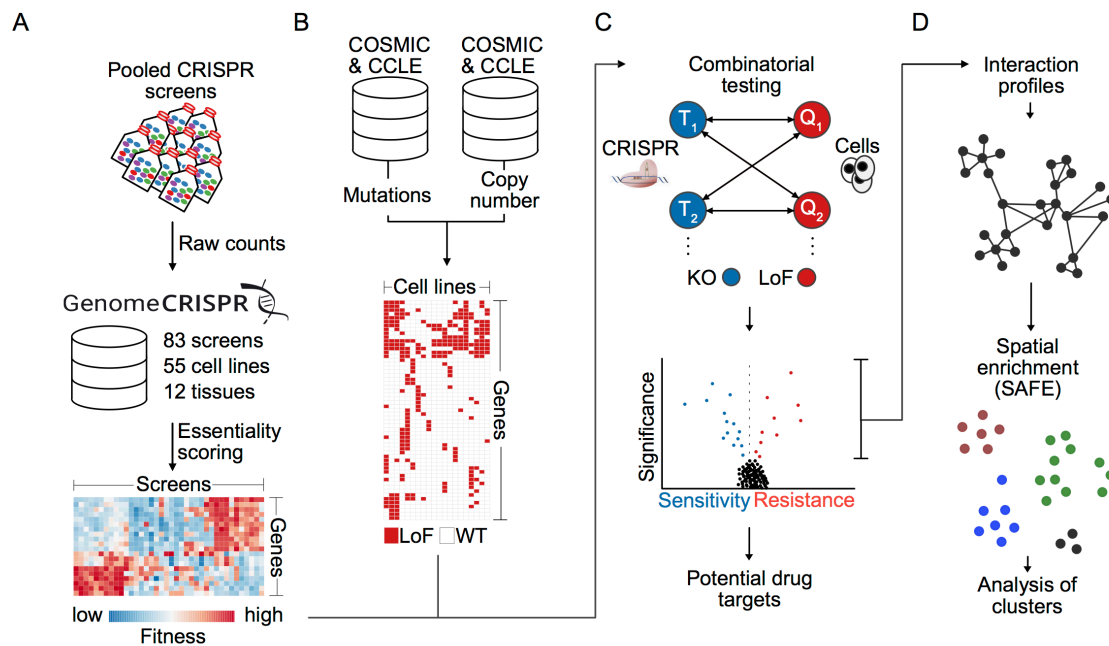 A
Pooled CRISPR
screens
Raw counts
GenomeCRISPR
83 screens
55 cell lines
12 tissues
Essentiality
scoring
Screens
Genes
low
high
Fitness
B
COSMIC
& CCLE
COSMIC
& CCLE
Mutations
Copy
number
Cell lines
Genes
LoF
WT
C
Combinatorial
testing
T1
Q1
CRISPR
Cells
T2
Q2
KO
LoF
Significance
Sensitivity
Resistance
Potential drug
targets
D
Interaction
profiles
Spatial
enrichment
(SAFE)
Analysis of
clusters